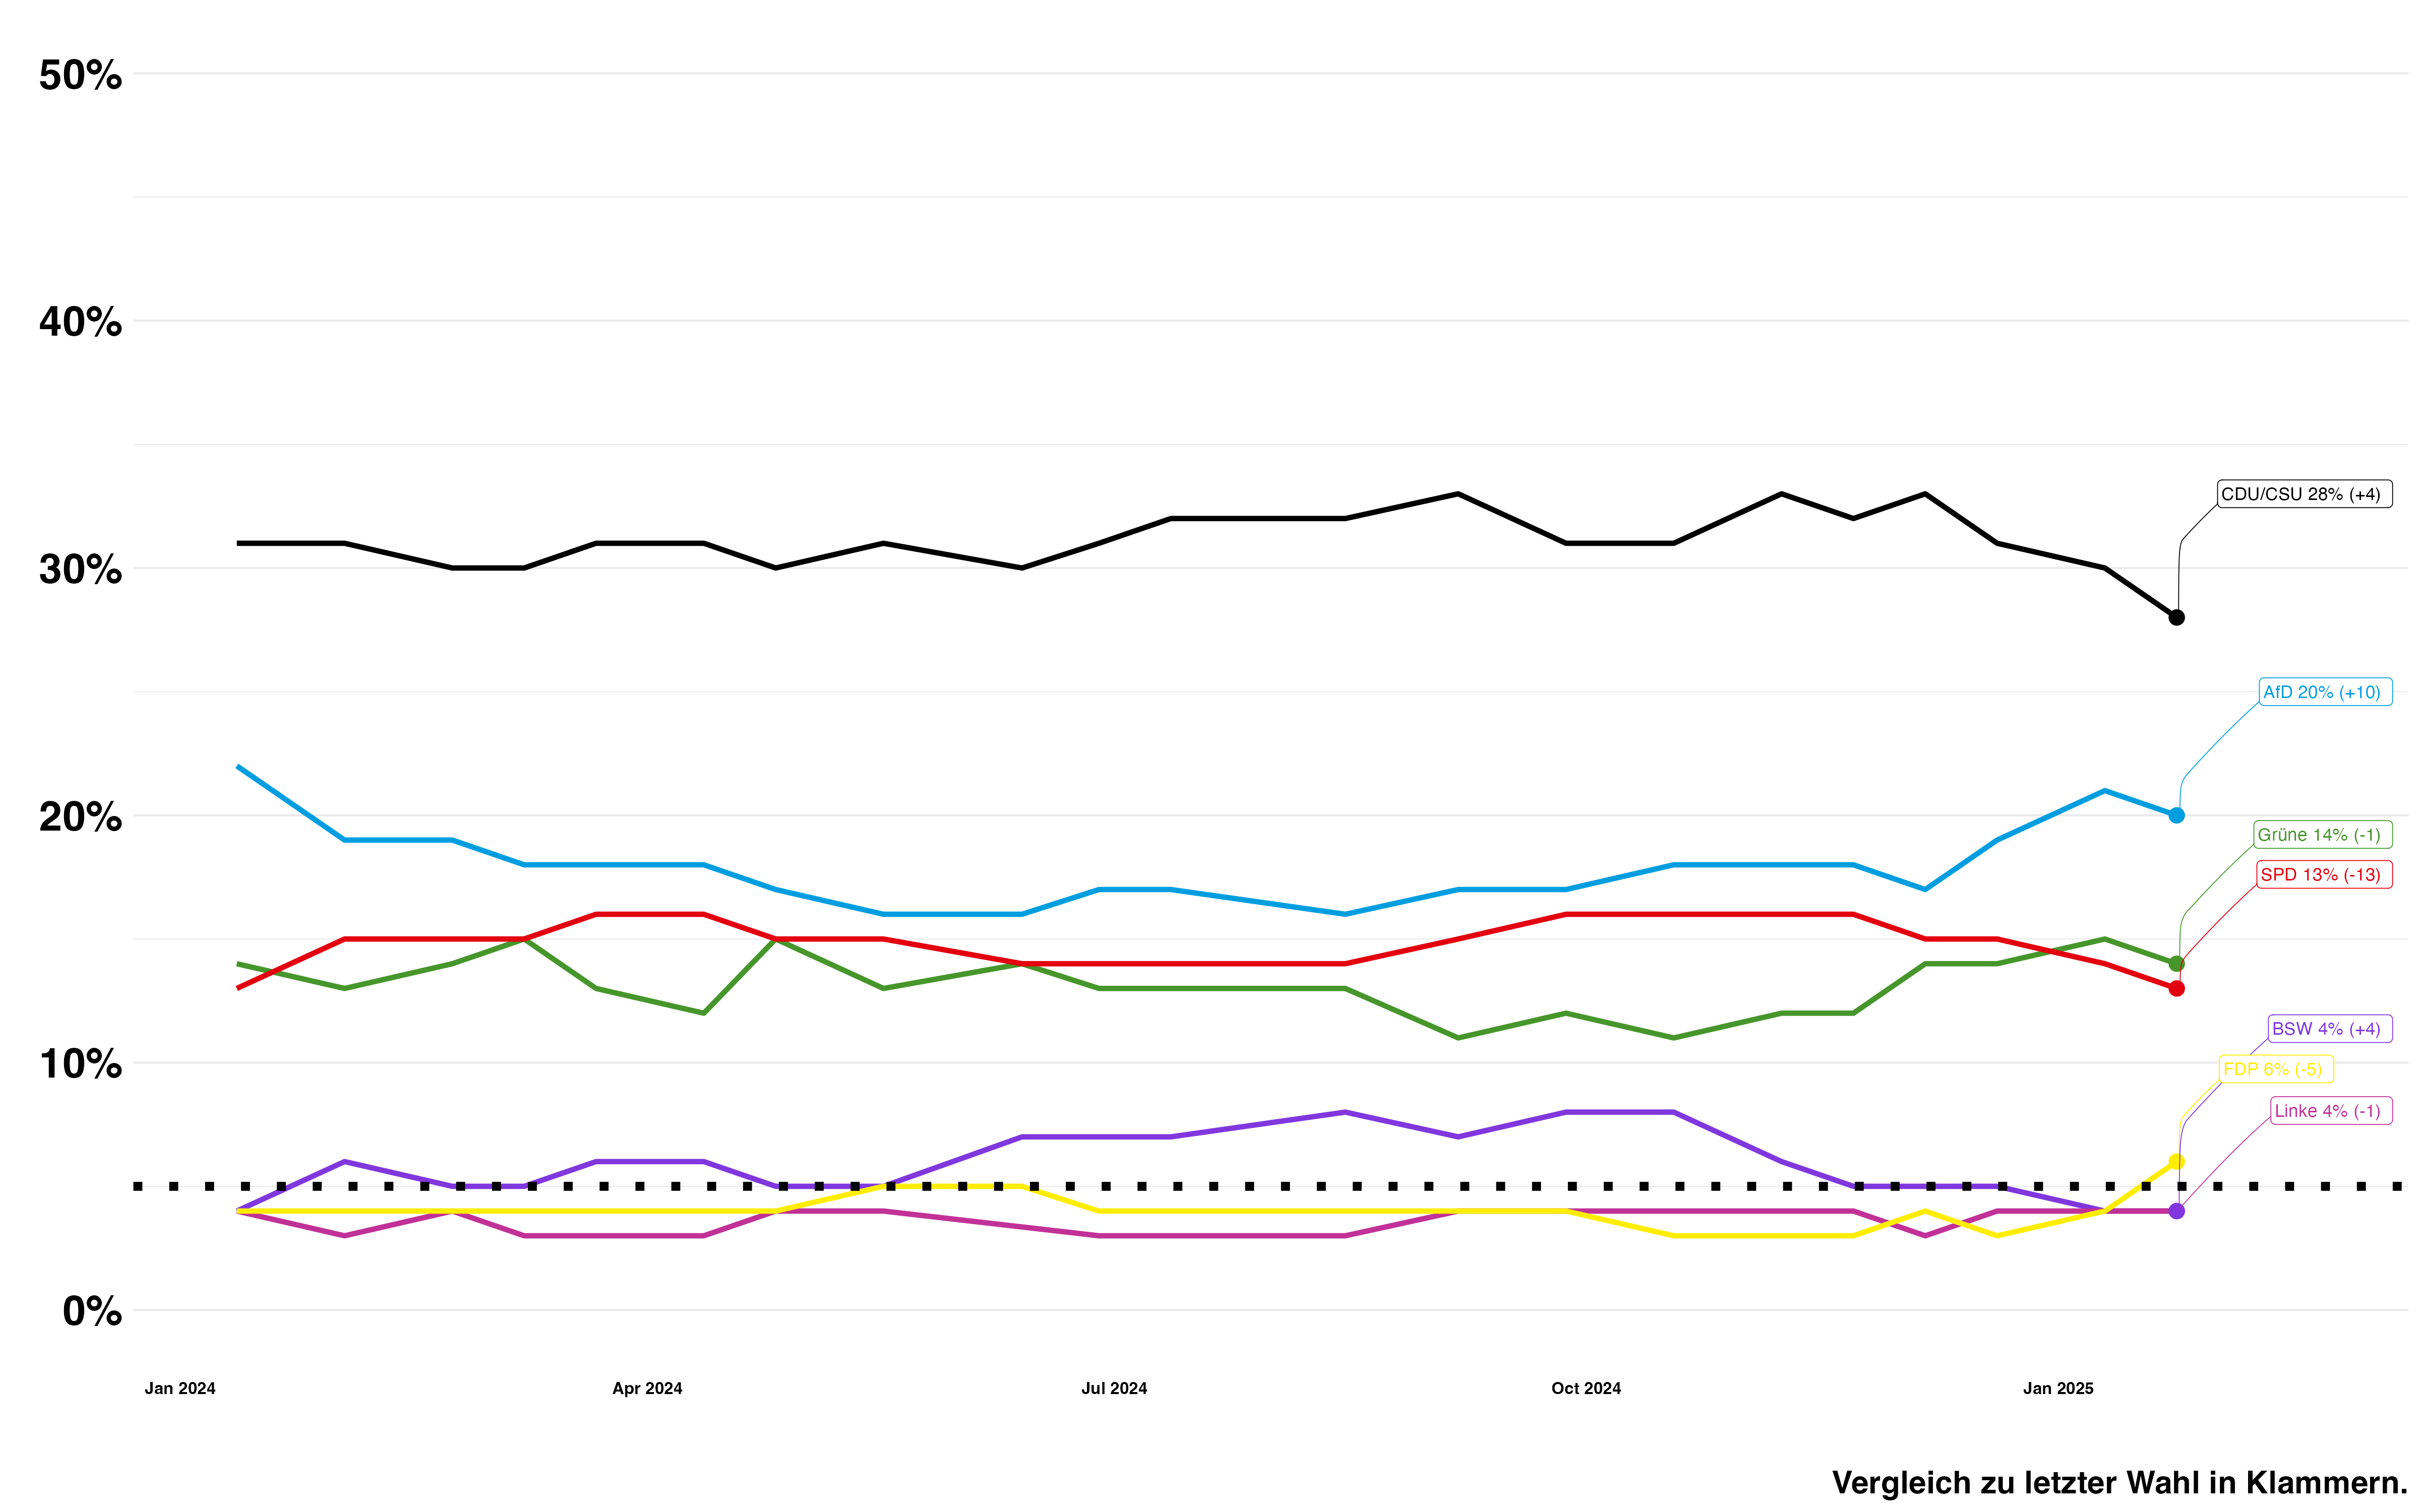 50%
40%
30%
20%
10%
0%
CDU/CSU 28% (+4)
AfD 20% (+10)
Grüne 14% (-1)
SPD 13% (-13)
BSW 4% (+4)
FDP 6% (-5)
Linke 4% (-1)
Jan 2024
Apr 2024
Jul 2024
Oct 2024
Jan 2025
Vergleich zu letzter Wahl in Klammern.